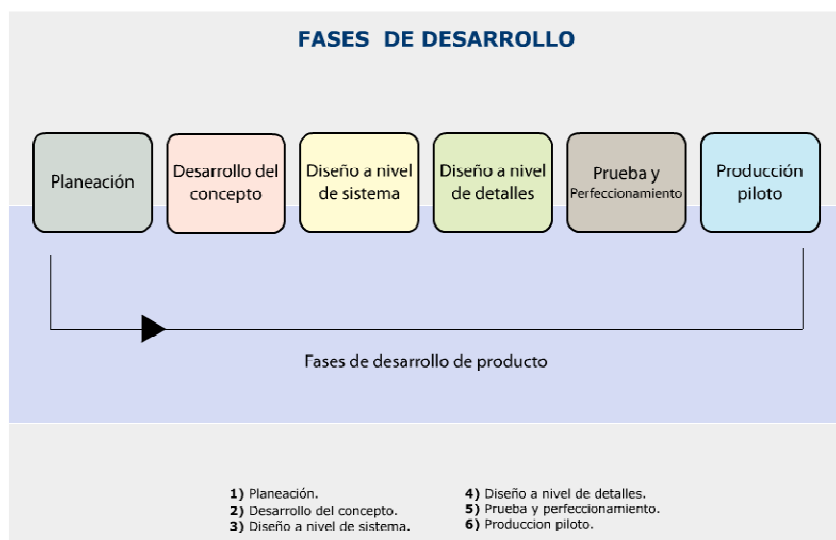 FASES DE DESARROLLO
Planeación
Desarrollo del
concepto
Diseño a nivel
de sistema
Diseño a nivel
de detalles
Prueba y
Perfeccionamiento
Producción
piloto
Fases de desarrollo de producto
1) Planeación.
2) Desarrollo del concepto.
3) Diseño a nivel de sistema.
4) Diseño a nivel de detalles.
5) Prueba y perfeccionamiento.
6) Produccion piloto.